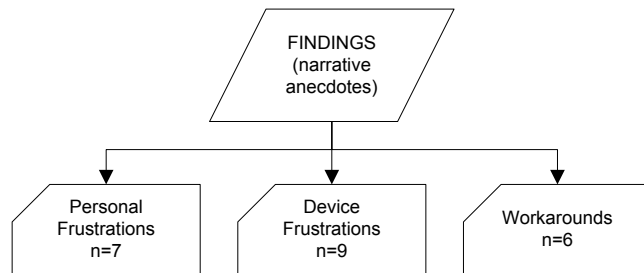 FINDINGS
(narrative
anecdotes)
Personal
Frustrations
n=7
Device
Frustrations
n=9
Workarounds
n=6